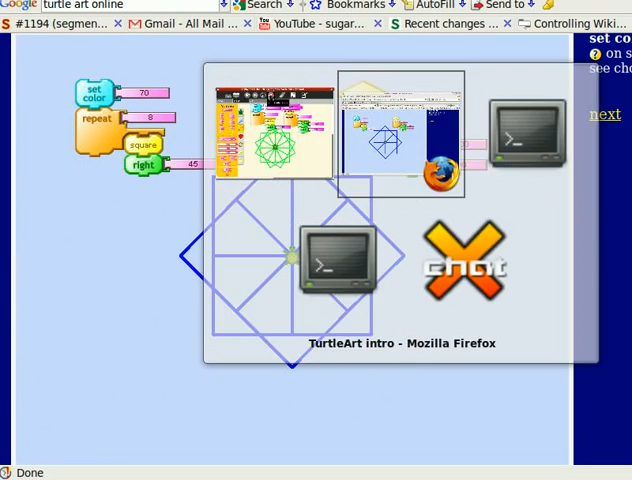 Google turtle art online Search Bookmarks AutoFill Send to
#1194 (segmen... Gmail - All Mail ... YouTube - sugar... Recent changes ... Controlling Wiki...
set co
? on s
see cho
next
set color 70
repeat 8
square
right 45
chat
TurtleArt intro - Mozilla Firefox
Done